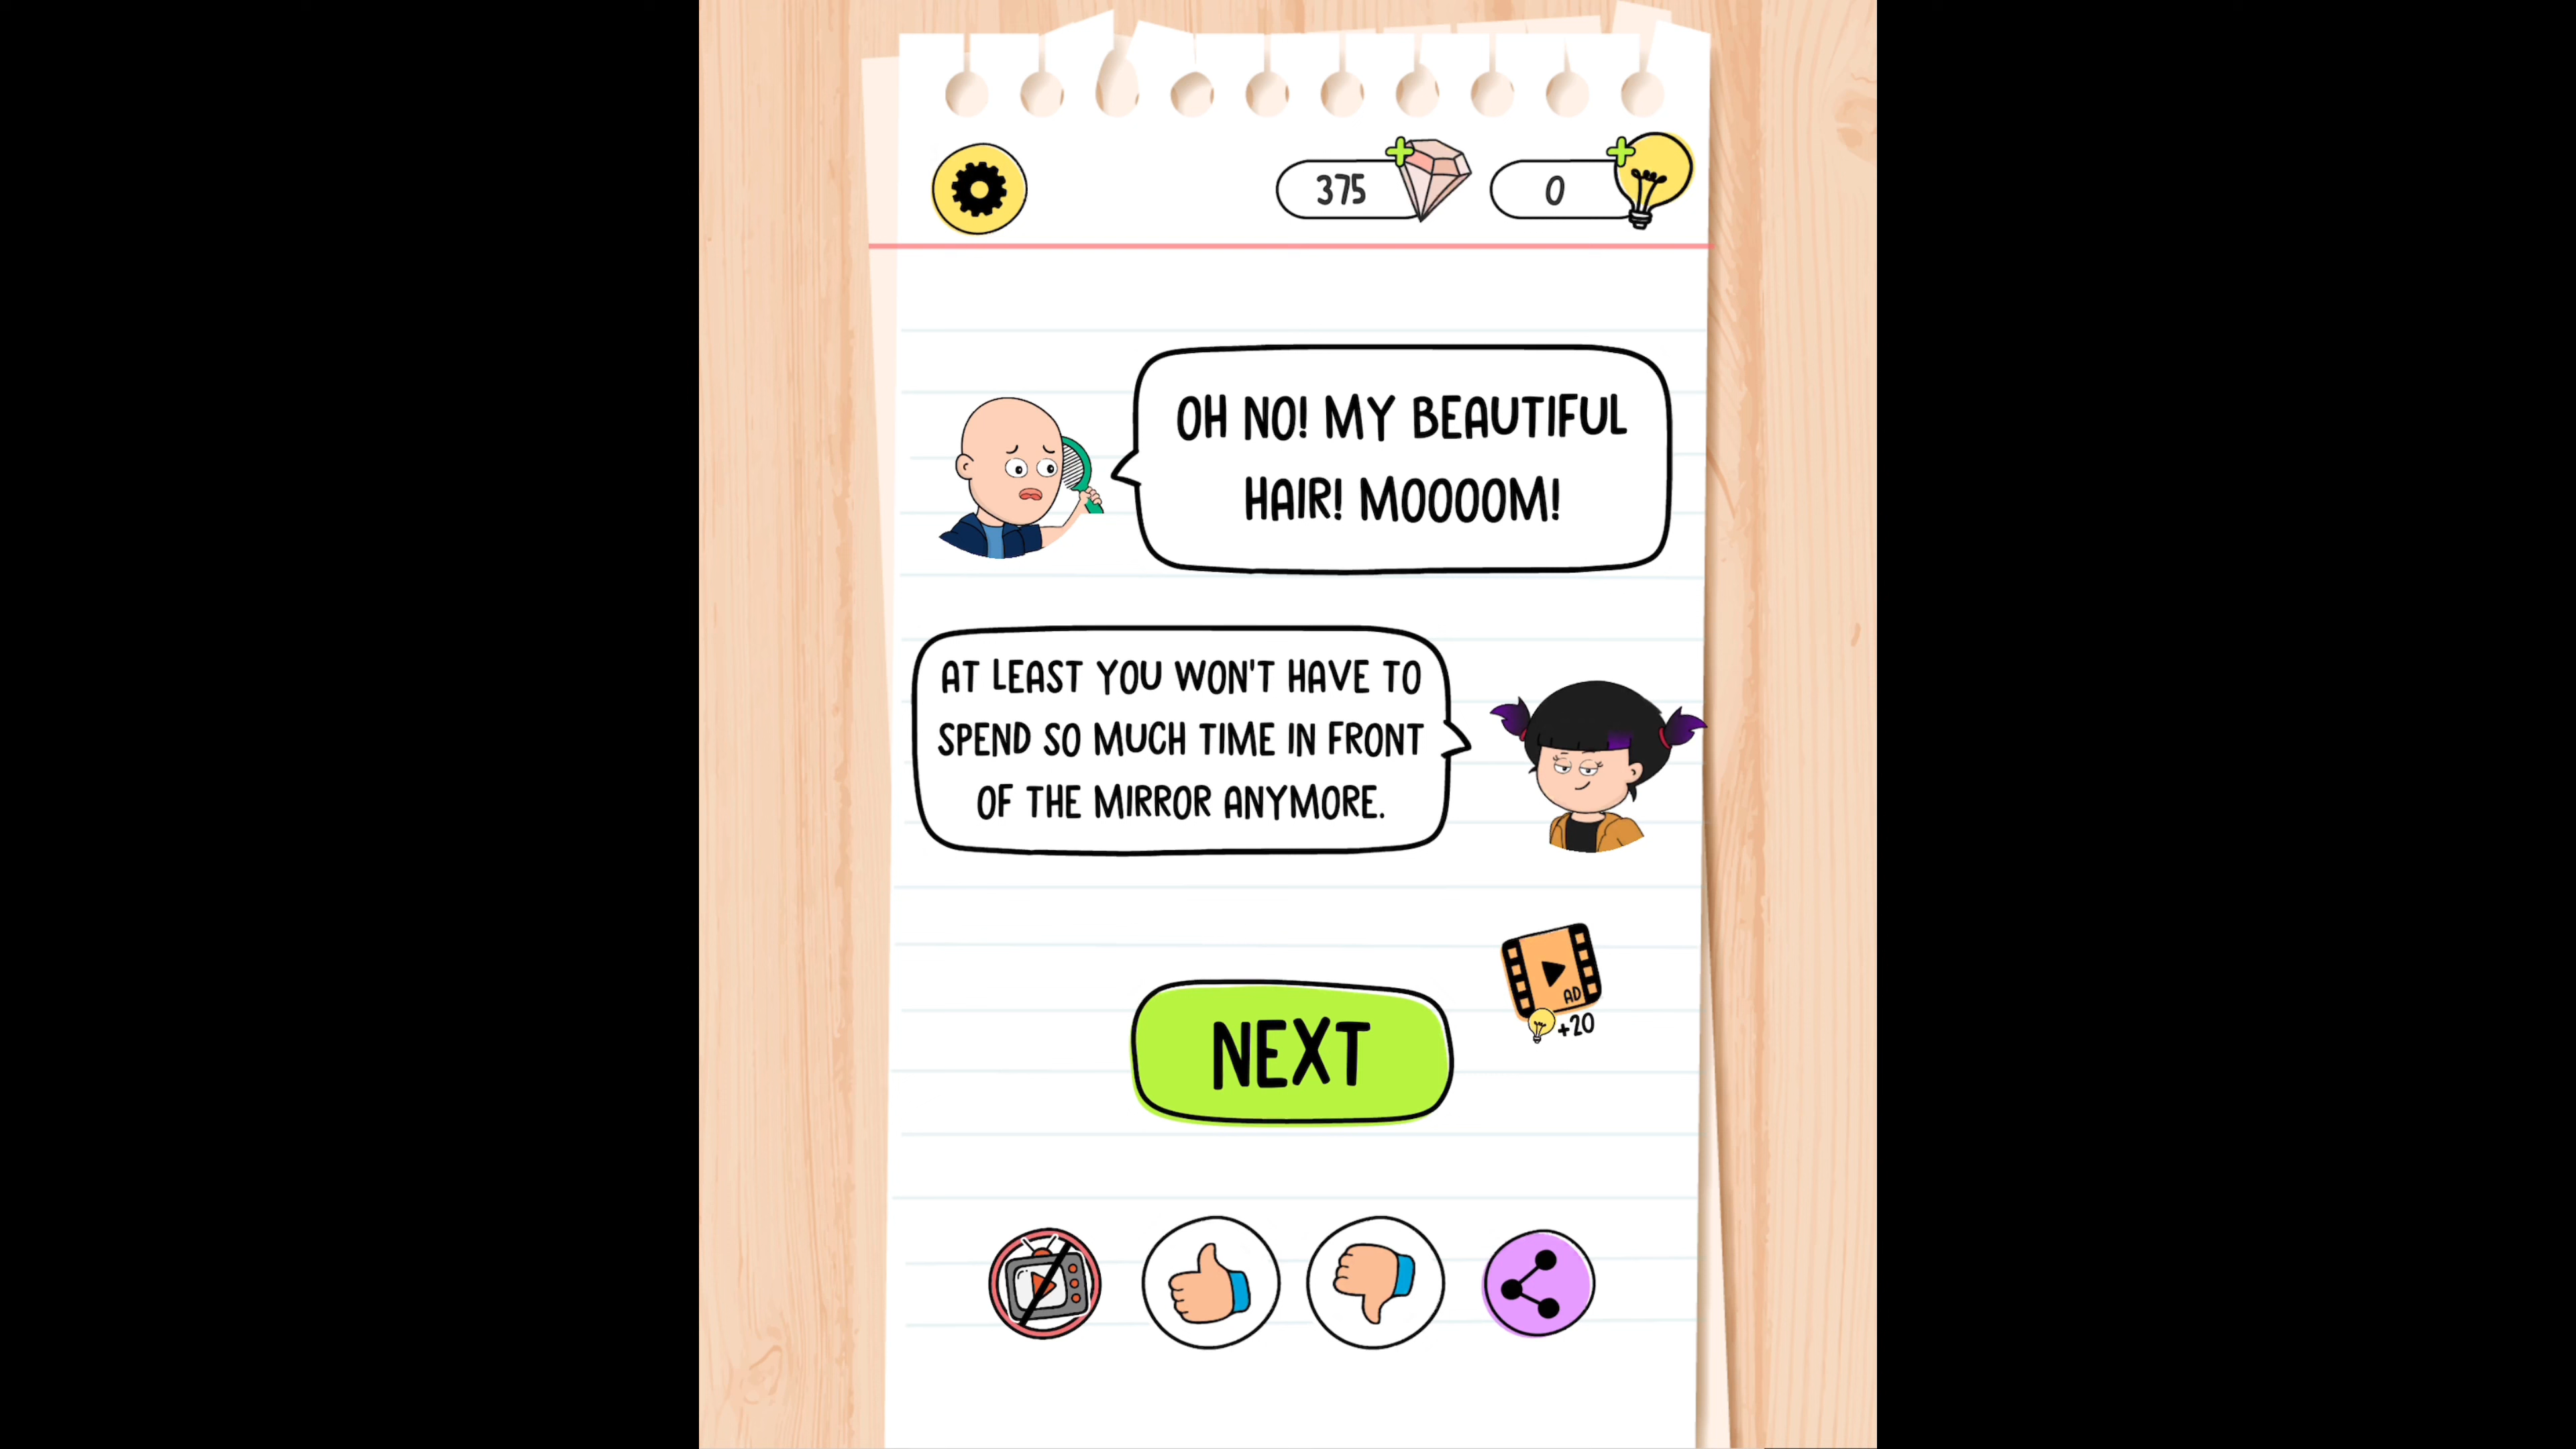 375
0
OH NO! MY BEAUTIFUL
HAIR! MOOOOM!
AT LEAST YOU WON'T HAVE TO
SPEND SO MUCH TIME IN FRONT
OF THE MIRROR ANYMORE.
AD
+20
NEXT